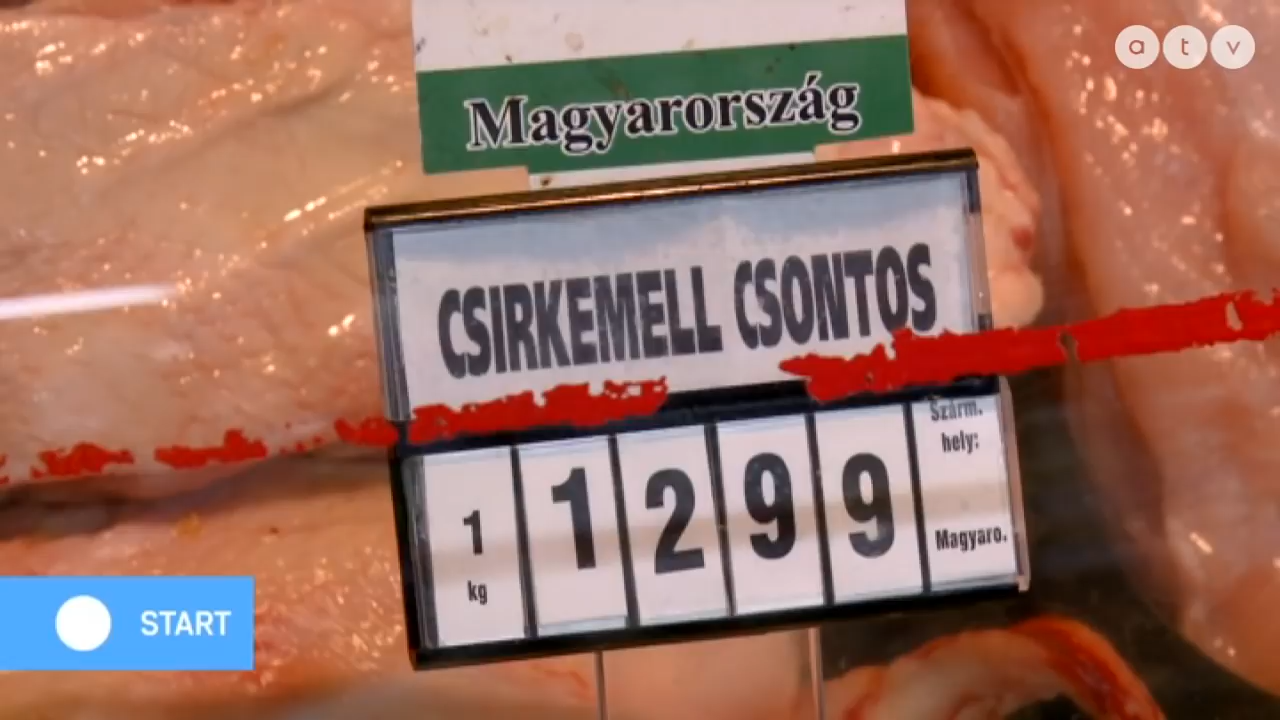 atv
Magyarország
CSIRKEMELL CSONTOS
1
kg
1299
Szárm.
hely:
Magyaro.
START